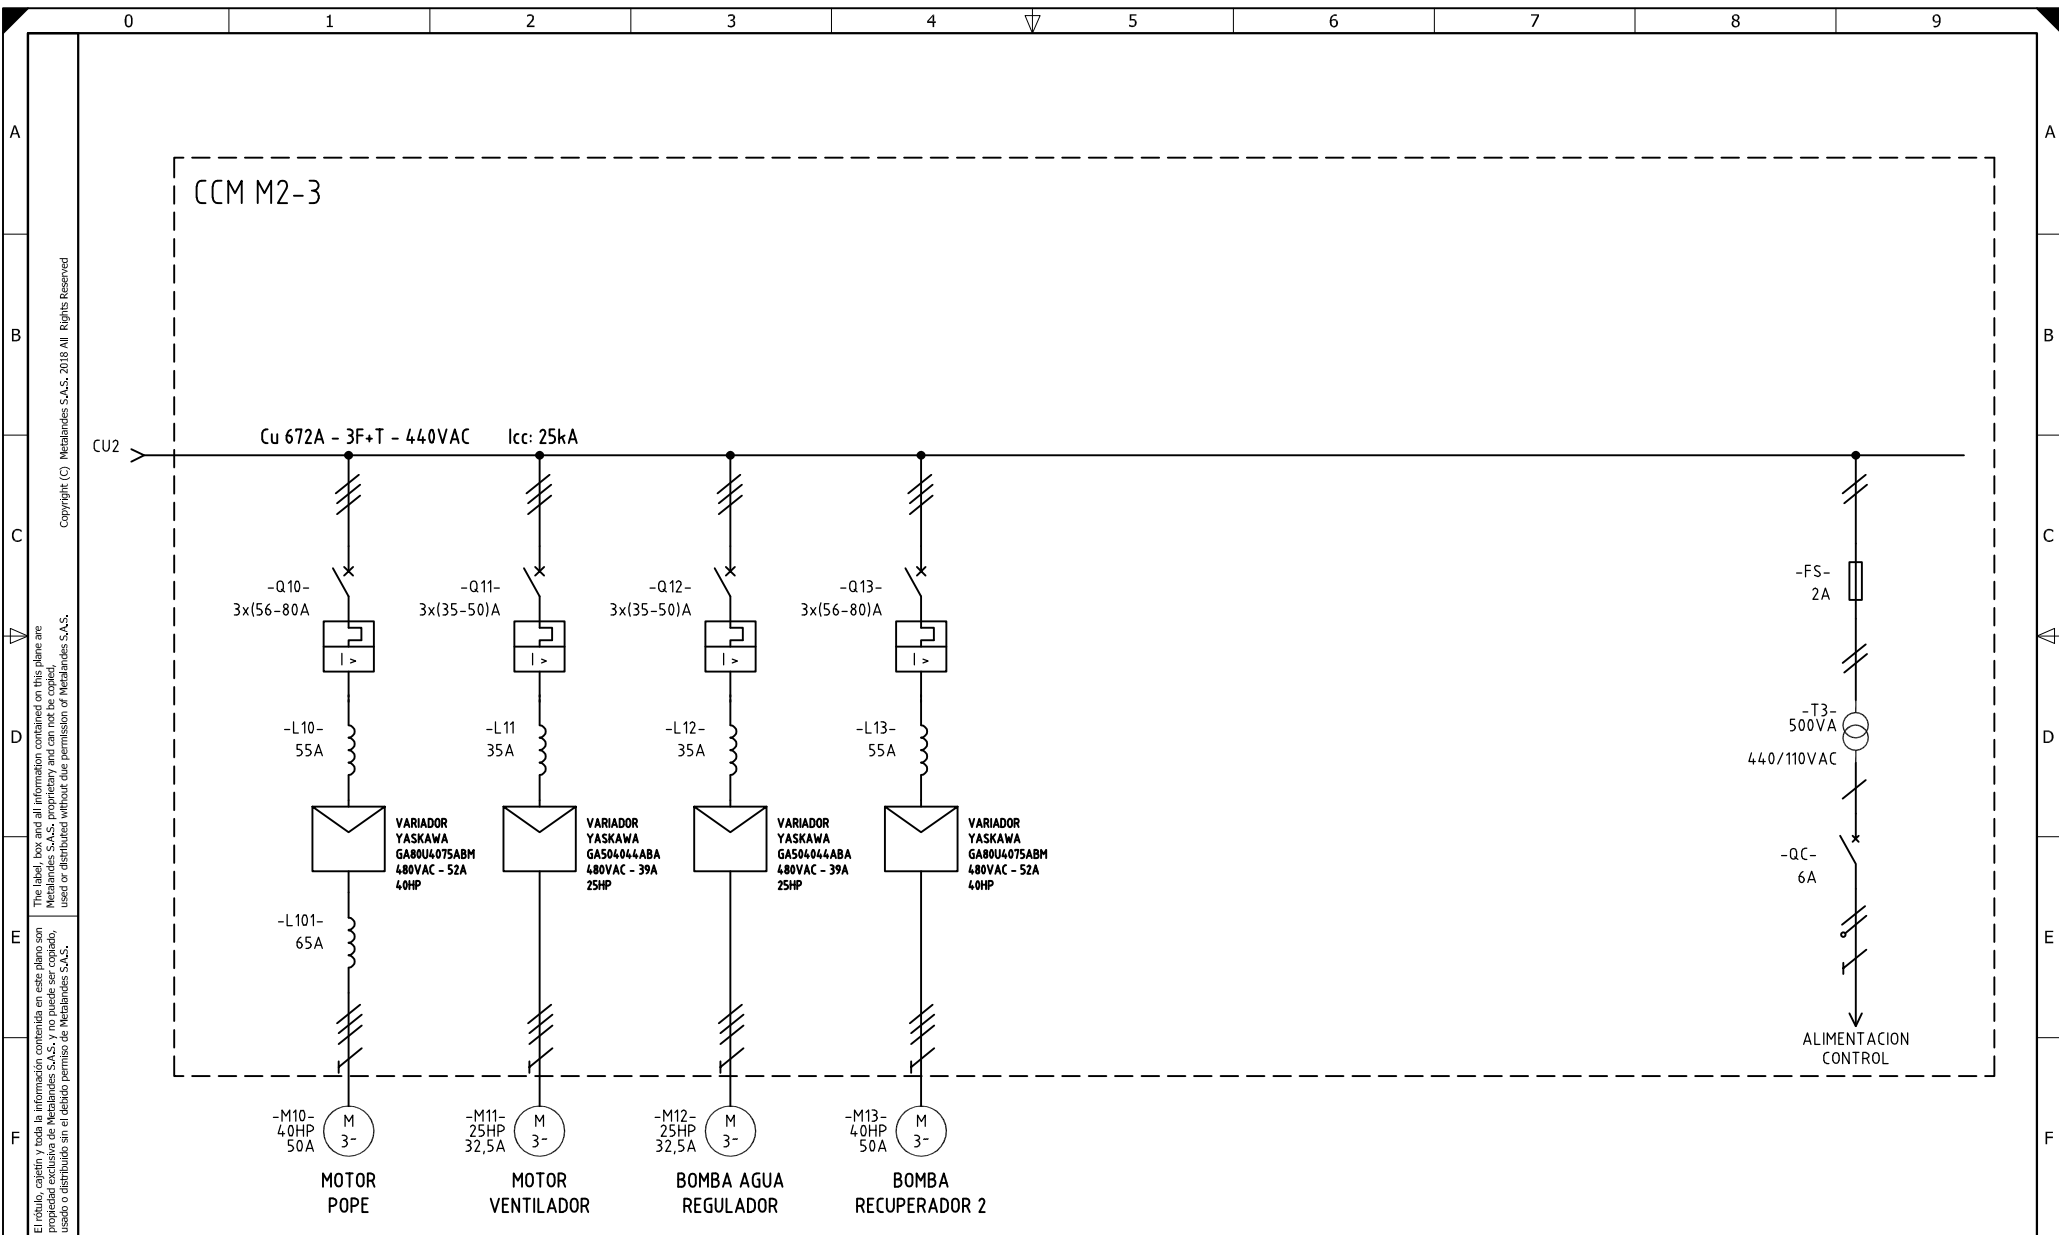 0 1 2 3 4 5 6 7 8 9
A
B
C
D
E
F
A
B
C
D
E
F
Copyright (C) Metalandes S.A.S. 2018 All Rights Reserved
The label, box and all information contained on this plane are
Metalandes S.A.S. proprietary and can not be copied,
used or distributed without due permission of Metalandes S.A.S.
El rótulo, cajetín y toda la información contenida en este plano son
propiedad exclusiva de Metalandes S.A.S. y no puede ser copiado,
usado o distribuido sin el debido permiso de Metalandes S.A.S.
CCM M2-3
CU2
Cu 672A - 3F+T - 440VAC Icc: 25kA
-Q10-
3x(56-80A
I >
-L10-
55A
VARIADOR
YASKAWA
GA80U4075ABM
480VAC - 52A
40HP
-L101-
65A
-M10-
40HP
50A
M
3~
MOTOR
POPE
-Q11-
3x(35-50)A
I >
-L11
35A
VARIADOR
YASKAWA
GA504044ABA
480VAC - 39A
25HP
-M11-
25HP
32,5A
M
3~
MOTOR
VENTILADOR
-Q12-
3x(35-50)A
I >
-L12-
35A
VARIADOR
YASKAWA
GA504044ABA
480VAC - 39A
25HP
-M12-
25HP
32,5A
M
3~
BOMBA AGUA
REGULADOR
-Q13-
3x(56-80)A
I >
-L13-
55A
VARIADOR
YASKAWA
GA80U4075ABM
480VAC - 52A
40HP
-M13-
40HP
50A
M
3~
BOMBA
RECUPERADOR 2
-FS-
2A
-T3-
500VA
440/110VAC
-QC-
6A
ALIMENTACION
CONTROL